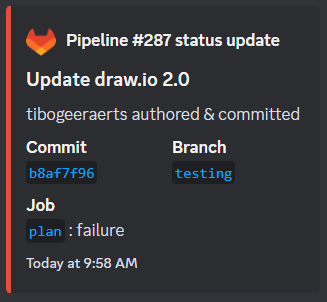 Pipeline #287 status update
Update draw.io 2.0
tibogeeraerts authored & committed
Commit Branch
b8af7f96 testing
Job
plan : failure
Today at 9:58 AM